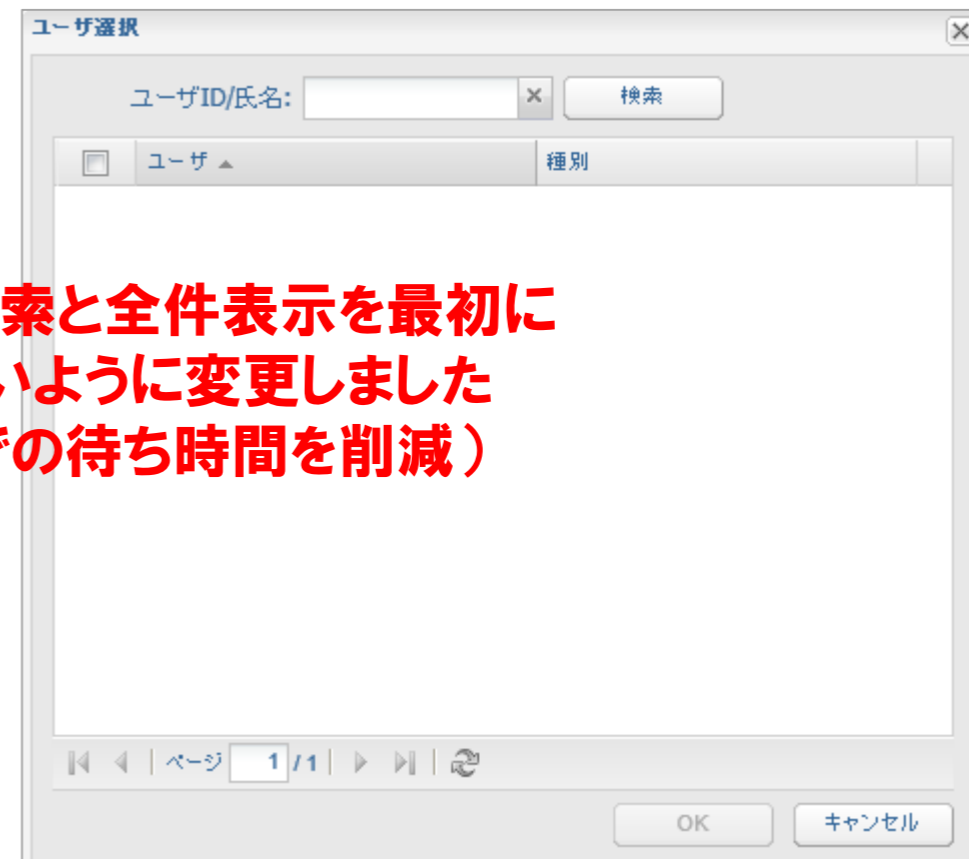 ユーザ選択
ユーザID/氏名:
検索
ユーザ
種別
索と全件表示を最初に
いように変更しました
での待ち時間を削減）
ページ 1 / 1
OK
キャンセル